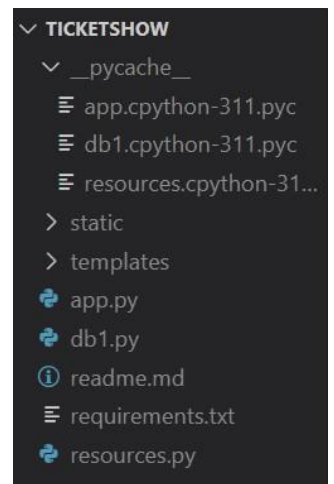 TICKETSHOW
__pycache__
app.cpython-311.pyc
db1.cpython-311.pyc
resources.cpython-31...
static
templates
app.py
db1.py
readme.md
requirements.txt
resources.py